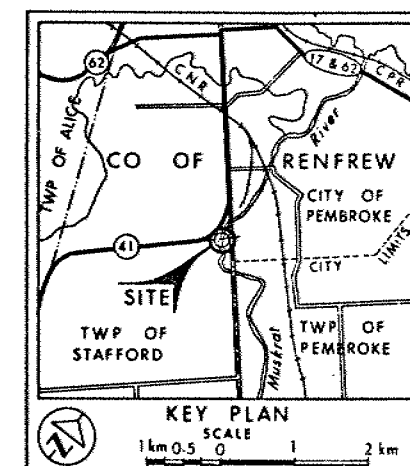 62
CNR
17 & 62
CPR
TWP OF ALICE
CO OF RENFREW
River
CITY OF
PEMBROKE
41
CITY LIMITS
SITE
TWP OF
STAFFORD
TWP OF
PEMBROKE
Muskrat
KEY PLAN
SCALE
N
1 km 0·5 0 1 2 km